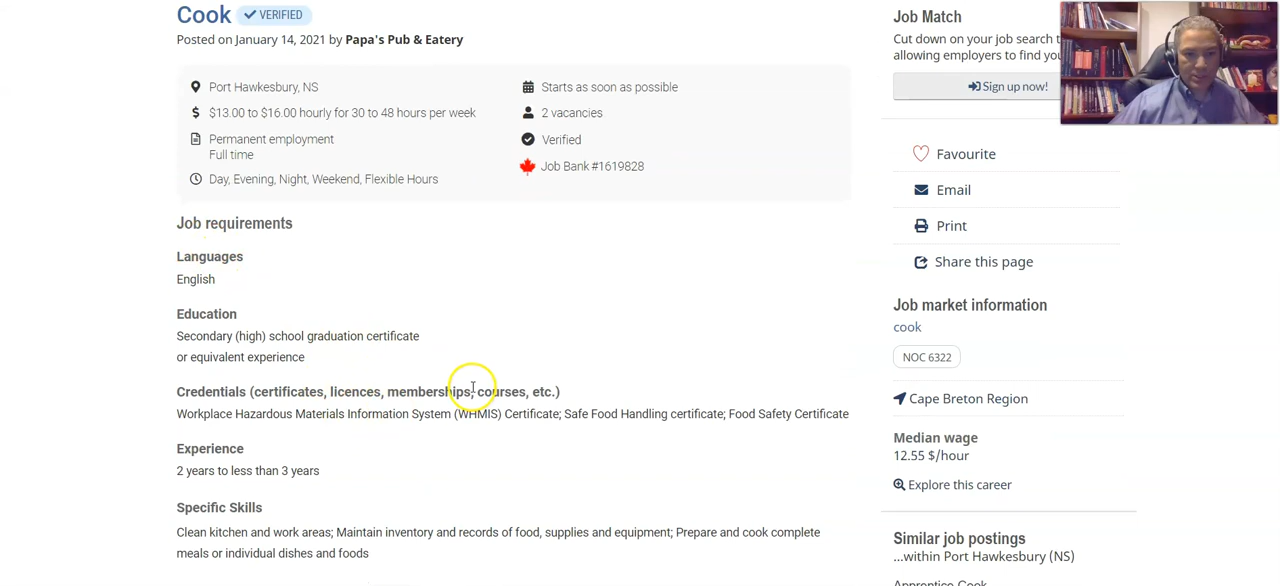 Cook VERIFIED
Posted on January 14, 2021 by Papa's Pub & Eatery
Port Hawkesbury, NS
$13.00 to $16.00 hourly for 30 to 48 hours per week
Permanent employment
Full time
Day, Evening, Night, Weekend, Flexible Hours
Starts as soon as possible
2 vacancies
Verified
Job Bank #1619828
Job requirements
Languages
English
Education
Secondary (high) school graduation certificate
or equivalent experience
Credentials (certificates, licences, memberships, courses, etc.)
Workplace Hazardous Materials Information System (WHMIS) Certificate; Safe Food Handling certificate; Food Safety Certificate
Experience
2 years to less than 3 years
Specific Skills
Clean kitchen and work areas; Maintain inventory and records of food, supplies and equipment; Prepare and cook complete
meals or individual dishes and foods
Job Match
Cut down on your job search t
allowing employers to find you
Sign up now!
Favourite
Email
Print
Share this page
Job market information
cook
NOC 6322
Cape Breton Region
Median wage
12.55 $/hour
Explore this career
Similar job postings
...within Port Hawkesbury (NS)
Apprentice Cook